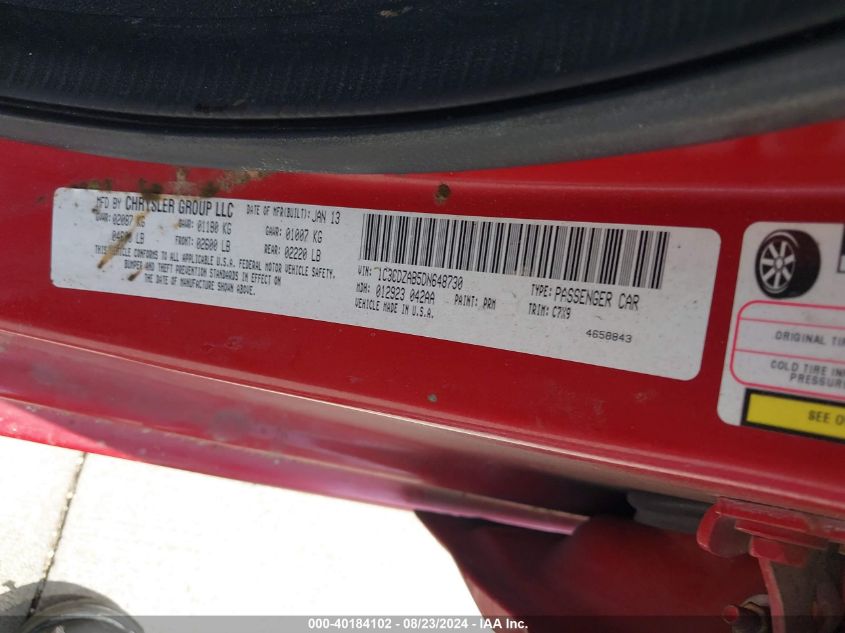 MFD BY CHRYSLER GROUP LLC DATE OF MFR(BUILT): JAN 13
GVWR: 02087 KG GAWR: 01180 KG GAWR: 01007 KG
04600 LB FRONT: 02600 LB REAR: 02220 LB
THIS VEHICLE CONFORMS TO ALL APPLICABLE FEDERAL MOTOR VEHICLE SAFETY,
BUMPER AND THEFT PREVENTION STANDARDS IN EFFECT ON
THE DATE OF MANUFACTURE SHOWN ABOVE.
VIN: 1C3CDZAB5DN648730 TYPE: PASSENGER CAR
MDH: 012923 042AA PAINT: PRM TRIM: C7X9
VEHICLE MADE IN U.S.A. 4658843
ORIGINAL
COLD TIRE
PRESSURE
SEE
000-40184102 - 08/23/2024 - IAA Inc.